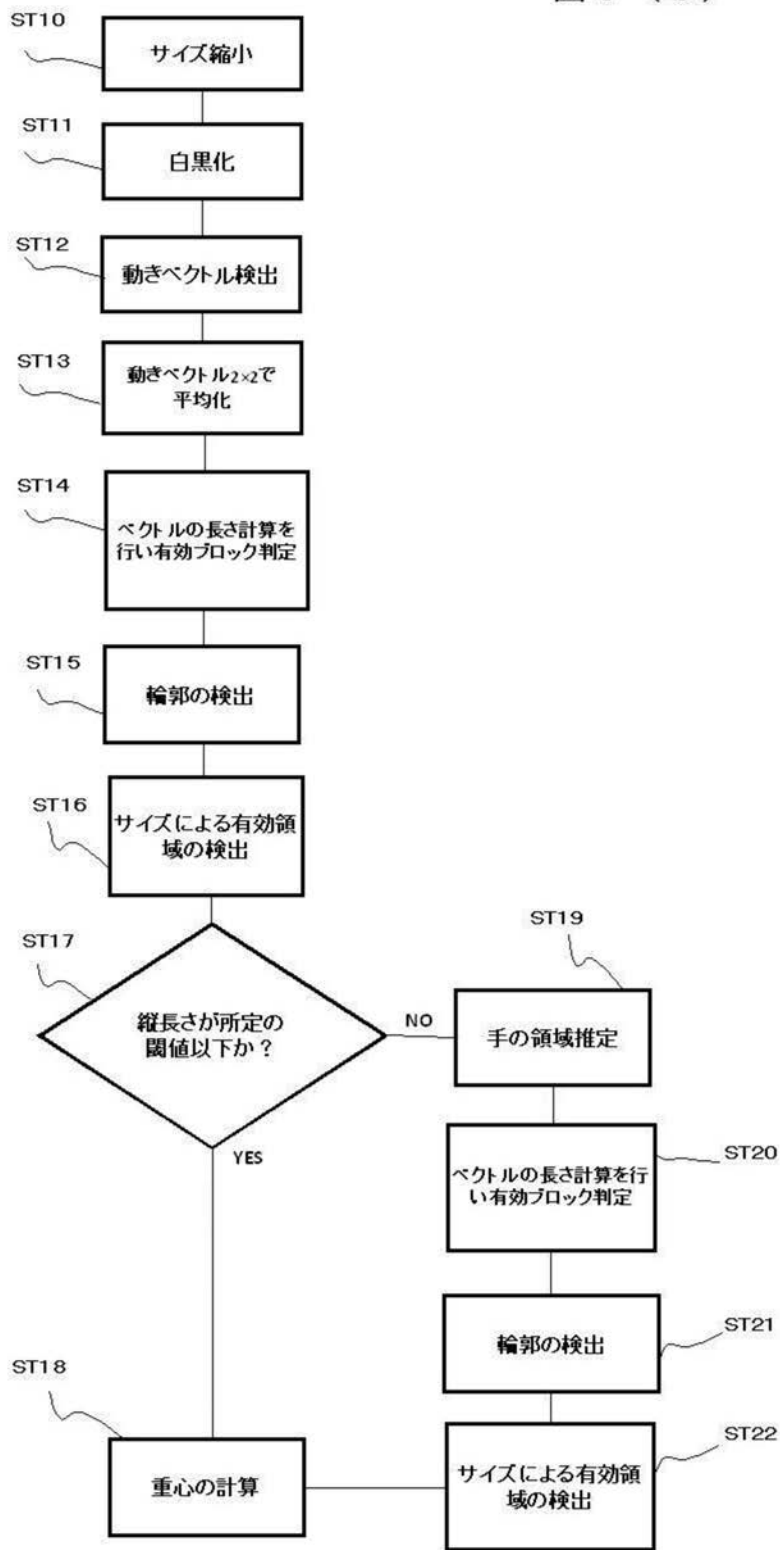 ST10
サイズ縮小
ST11
白黒化
ST12
動きベクトル検出
ST13
動きベクトル2×2で
平均化
ST14
ベクトルの長さ計算を
行い有効ブロック判定
ST15
輪郭の検出
ST16
サイズによる有効領
域の検出
ST17
縦長さが所定の
閾値以下か？
NO
YES
ST19
手の領域推定
ST20
ベクトルの長さ計算を行
い有効ブロック判定
ST21
輪郭の検出
ST22
サイズによる有効領
域の検出
ST18
重心の計算